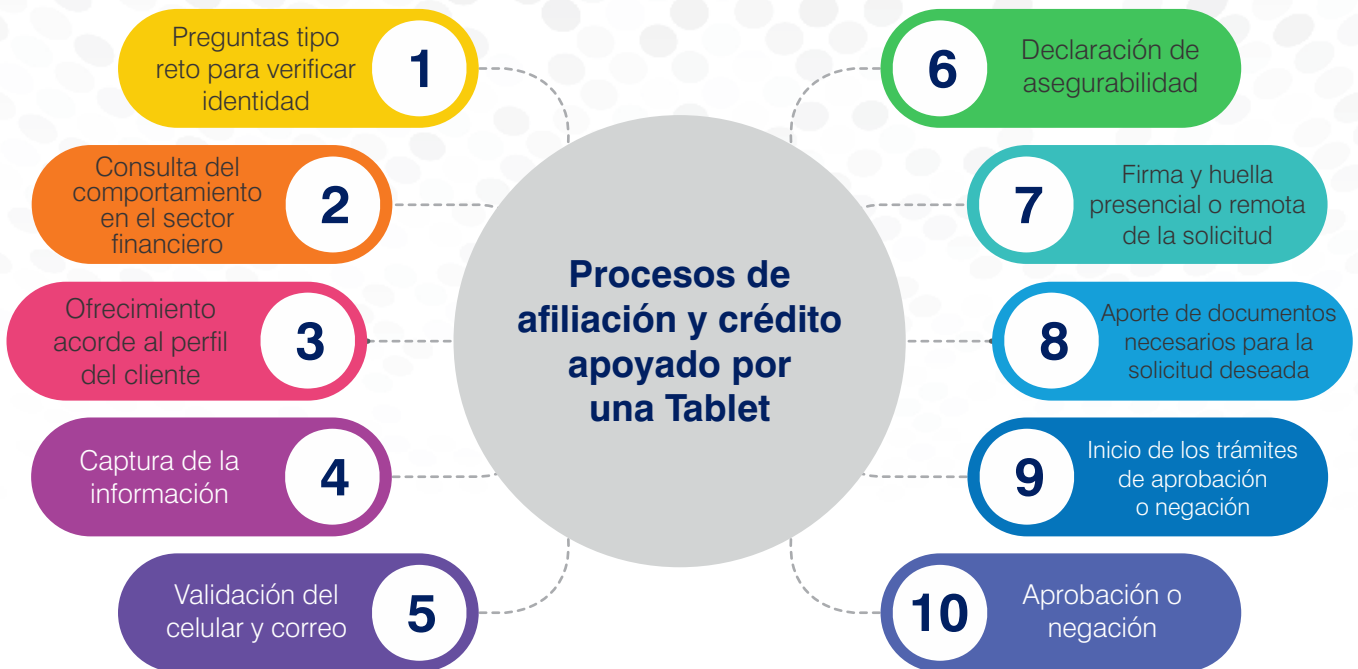 Preguntas tipo
reto para verificar
identidad
1
Consulta del
comportamiento
en el sector
financiero
2
Ofrecimiento
acorde al perfil
del cliente
3
Captura de la
información
4
Validación del
celular y correo
5
Procesos de
afiliación y crédito
apoyado por
una Tablet
6
Declaración de
asegurabilidad
7
Firma y huella
presencial o remota
de la solicitud
8
Aporte de documentos
necesarios para la
solicitud deseada
9
Inicio de los trámites
de aprobación
o negación
10
Aprobación o
negación